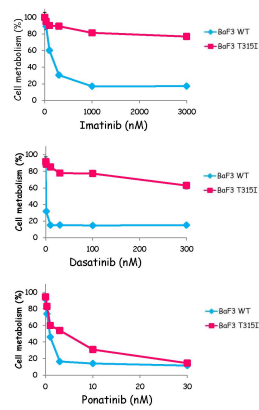 Cell metabolism (%)
100
80
60
40
20
0
0
1000
2000
3000
Imatinib (nM)
BaF3 WT
BaF3 T315I
Cell metabolism (%)
100
80
60
40
20
0
0
100
200
300
Dasatinib (nM)
BaF3 WT
BaF3 T315I
Cell metabolism (%)
100
80
60
40
20
0
0
10
20
30
Ponatinib (nM)
BaF3 WT
BaF3 T315I